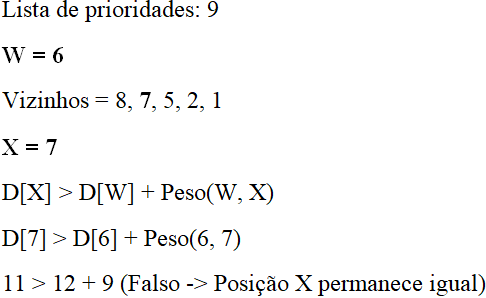 Lista de prioridades: 9
W = 6
Vizinhos = 8, 7, 5, 2, 1
X = 7
D[X] > D[W] + Peso(W, X)
D[7] > D[6] + Peso(6, 7)
11 > 12 + 9 (Falso -> Posição X permanece igual)